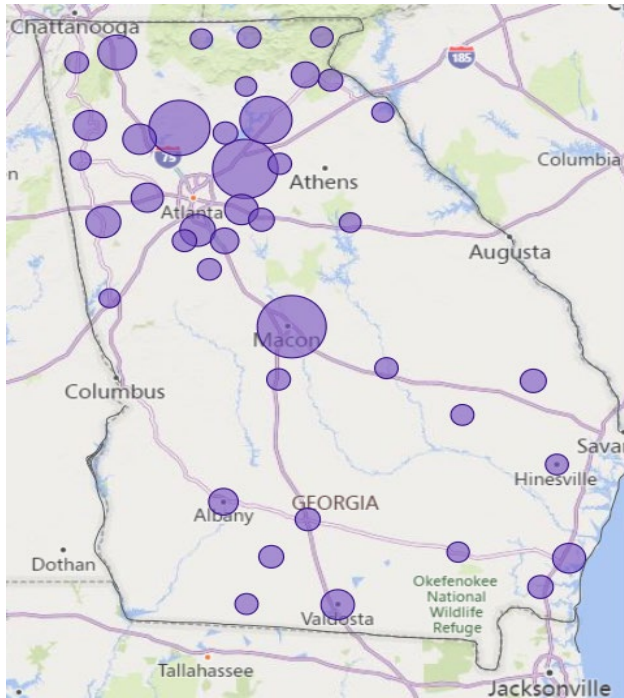 Chattanooga
185
75
Columbia
Athens
Atlanta
Augusta
Macon
Columbus
Savan
Hinesville
GEORGIA
Albany
Dothan
Okefenokee
National
Wildlife
Refuge
Valdosta
Tallahassee
Jacksonville